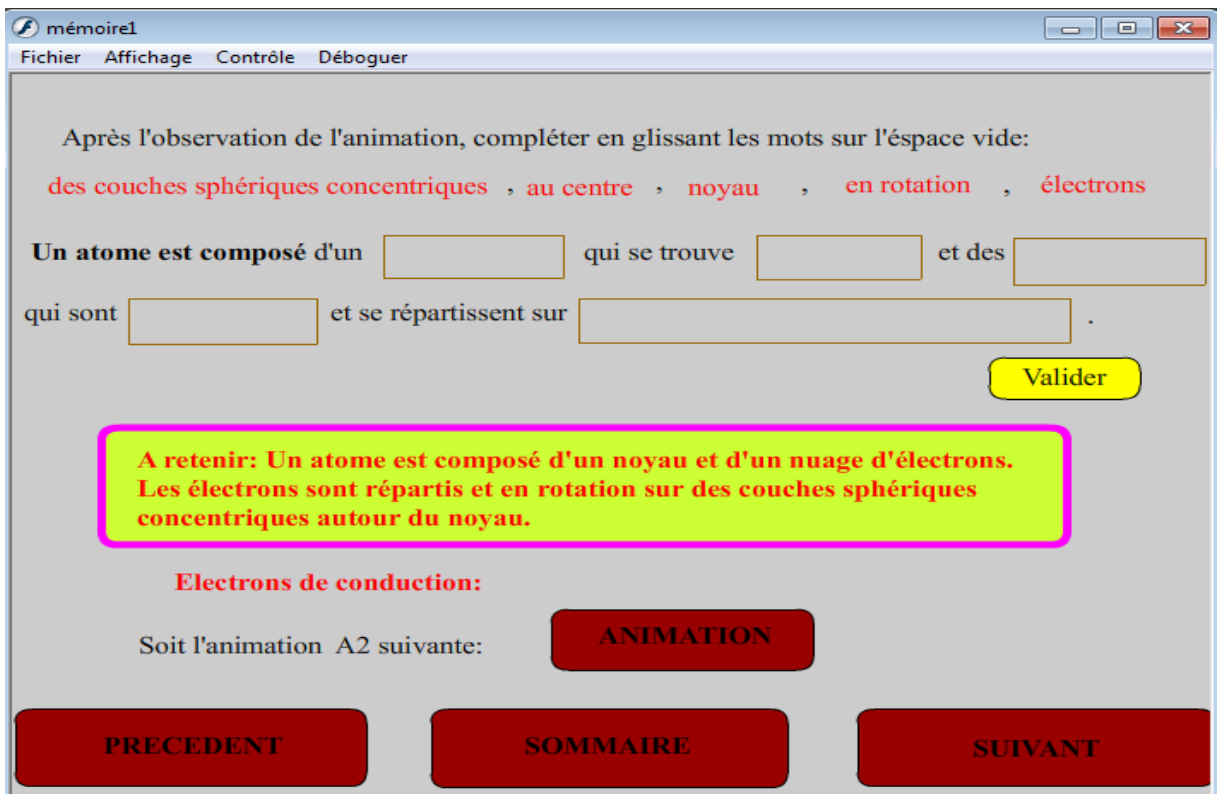 mémoire1
Fichier Affichage Contrôle Déboguer
Après l'observation de l'animation, compléter en glissant les mots sur l'éspace vide:
des couches sphériques concentriques , au centre , noyau , en rotation , électrons
Un atome est composé d'un qui se trouve et des
qui sont et se répartissent sur .
Valider
A retenir: Un atome est composé d'un noyau et d'un nuage d'électrons.
Les électrons sont répartis et en rotation sur des couches sphériques
concentriques autour du noyau.
Electrons de conduction:
Soit l'animation A2 suivante: ANIMATION
PRECEDENT SOMMAIRE SUIVANT